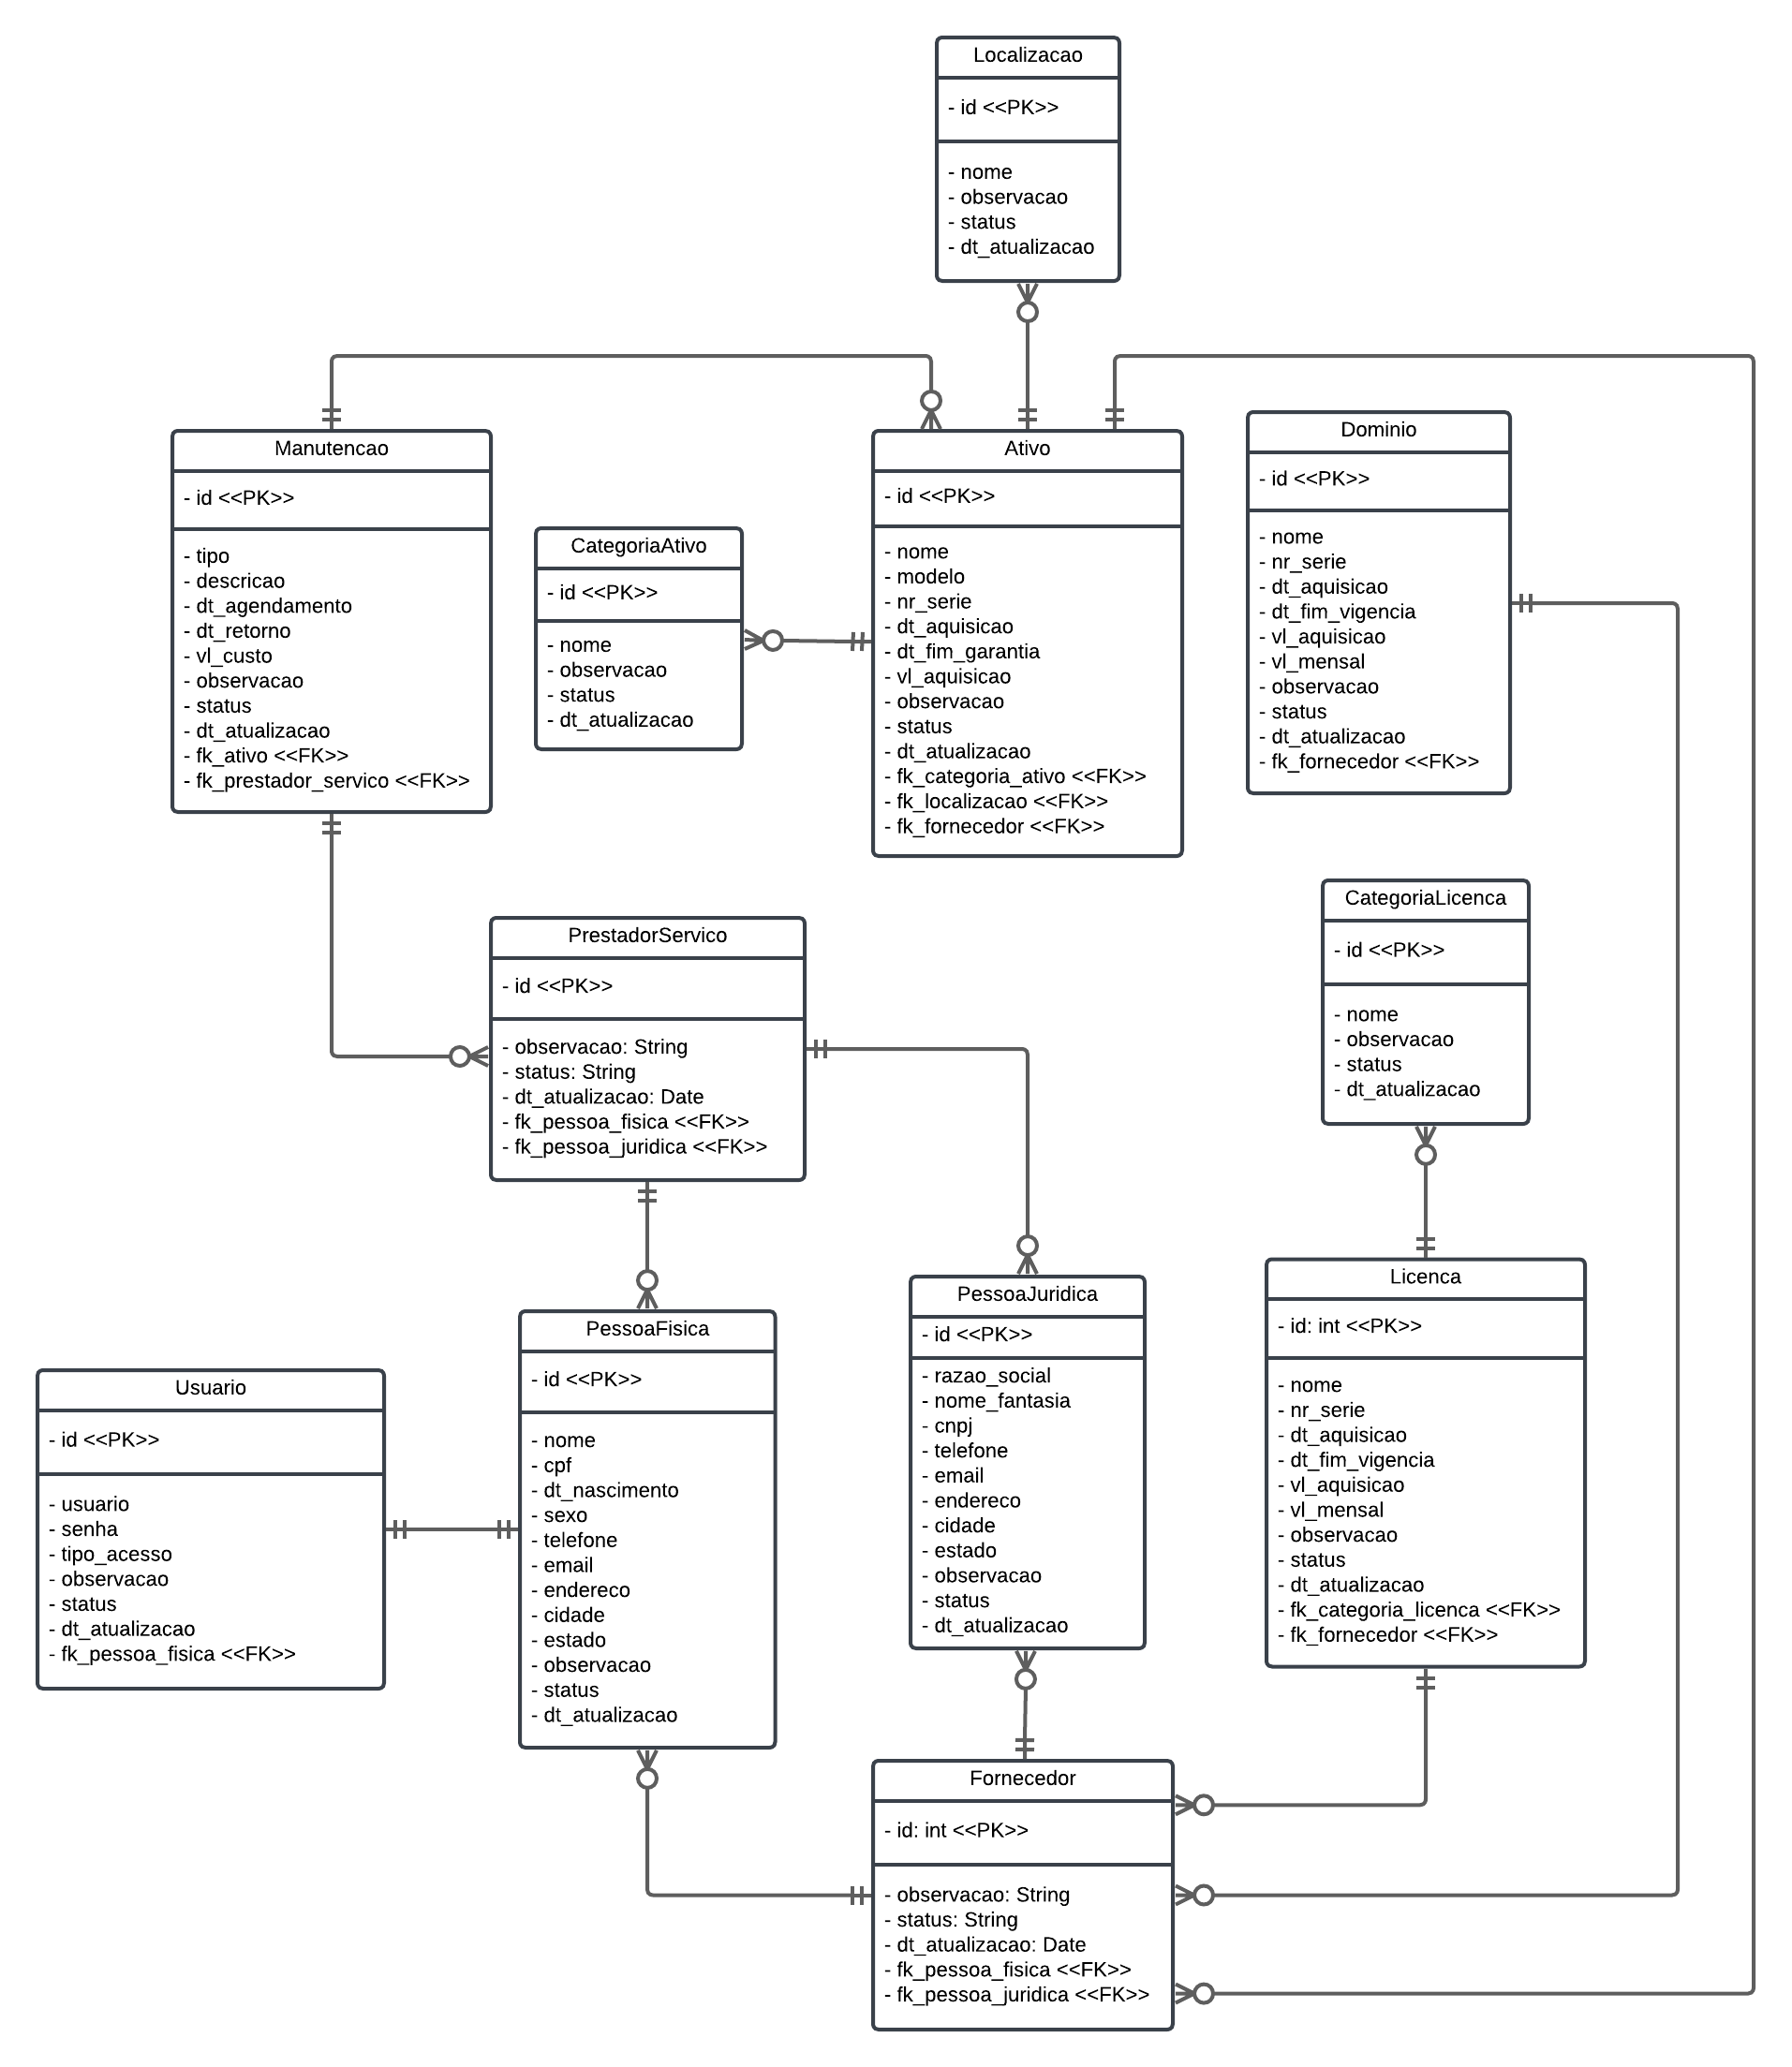 Localizacao
- id <<PK>>
- nome
- observacao
- status
- dt_atualizacao
Manutencao
- id <<PK>>
- tipo
- descricao
- dt_agendamento
- dt_retorno
- vl_custo
- observacao
- status
- dt_atualizacao
- fk_ativo <<FK>>
- fk_prestador_servico <<FK>>
CategoriaAtivo
- id <<PK>>
- nome
- observacao
- status
- dt_atualizacao
Ativo
- id <<PK>>
- nome
- modelo
- nr_serie
- dt_aquisicao
- dt_fim_garantia
- vl_aquisicao
- observacao
- status
- dt_atualizacao
- fk_categoria_ativo <<FK>>
- fk_localizacao <<FK>>
- fk_fornecedor <<FK>>
Dominio
- id <<PK>>
- nome
- nr_serie
- dt_aquisicao
- dt_fim_vigencia
- vl_aquisicao
- vl_mensal
- observacao
- status
- dt_atualizacao
- fk_fornecedor <<FK>>
PrestadorServico
- id <<PK>>
- observacao: String
- status: String
- dt_atualizacao: Date
- fk_pessoa_fisica <<FK>>
- fk_pessoa_juridica <<FK>>
CategoriaLicenca
- id <<PK>>
- nome
- observacao
- status
- dt_atualizacao
Usuario
- id <<PK>>
- usuario
- senha
- tipo_acesso
- observacao
- status
- dt_atualizacao
- fk_pessoa_fisica <<FK>>
PessoaFisica
- id <<PK>>
- nome
- cpf
- dt_nascimento
- sexo
- telefone
- email
- endereco
- cidade
- estado
- observacao
- status
- dt_atualizacao
PessoaJuridica
- id <<PK>>
- razao_social
- nome_fantasia
- cnpj
- telefone
- email
- endereco
- cidade
- estado
- observacao
- status
- dt_atualizacao
Licenca
- id: int <<PK>>
- nome
- nr_serie
- dt_aquisicao
- dt_fim_vigencia
- vl_aquisicao
- vl_mensal
- observacao
- status
- dt_atualizacao
- fk_categoria_licenca <<FK>>
- fk_fornecedor <<FK>>
Fornecedor
- id: int <<PK>>
- observacao: String
- status: String
- dt_atualizacao: Date
- fk_pessoa_fisica <<FK>>
- fk_pessoa_juridica <<FK>>